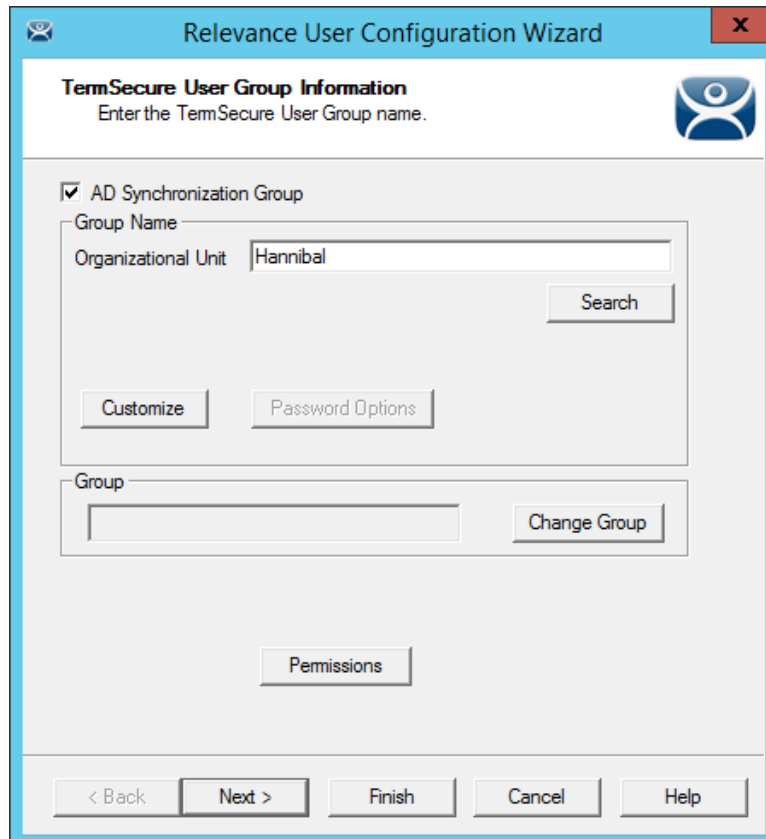 Relevance User Configuration Wizard
x
TermSecure User Group Information
Enter the TermSecure User Group name.
AD Synchronization Group
Group Name
Organizational Unit Hannibal
Search
Customize Password Options
Group
Change Group
Permissions
< Back Next > Finish Cancel Help